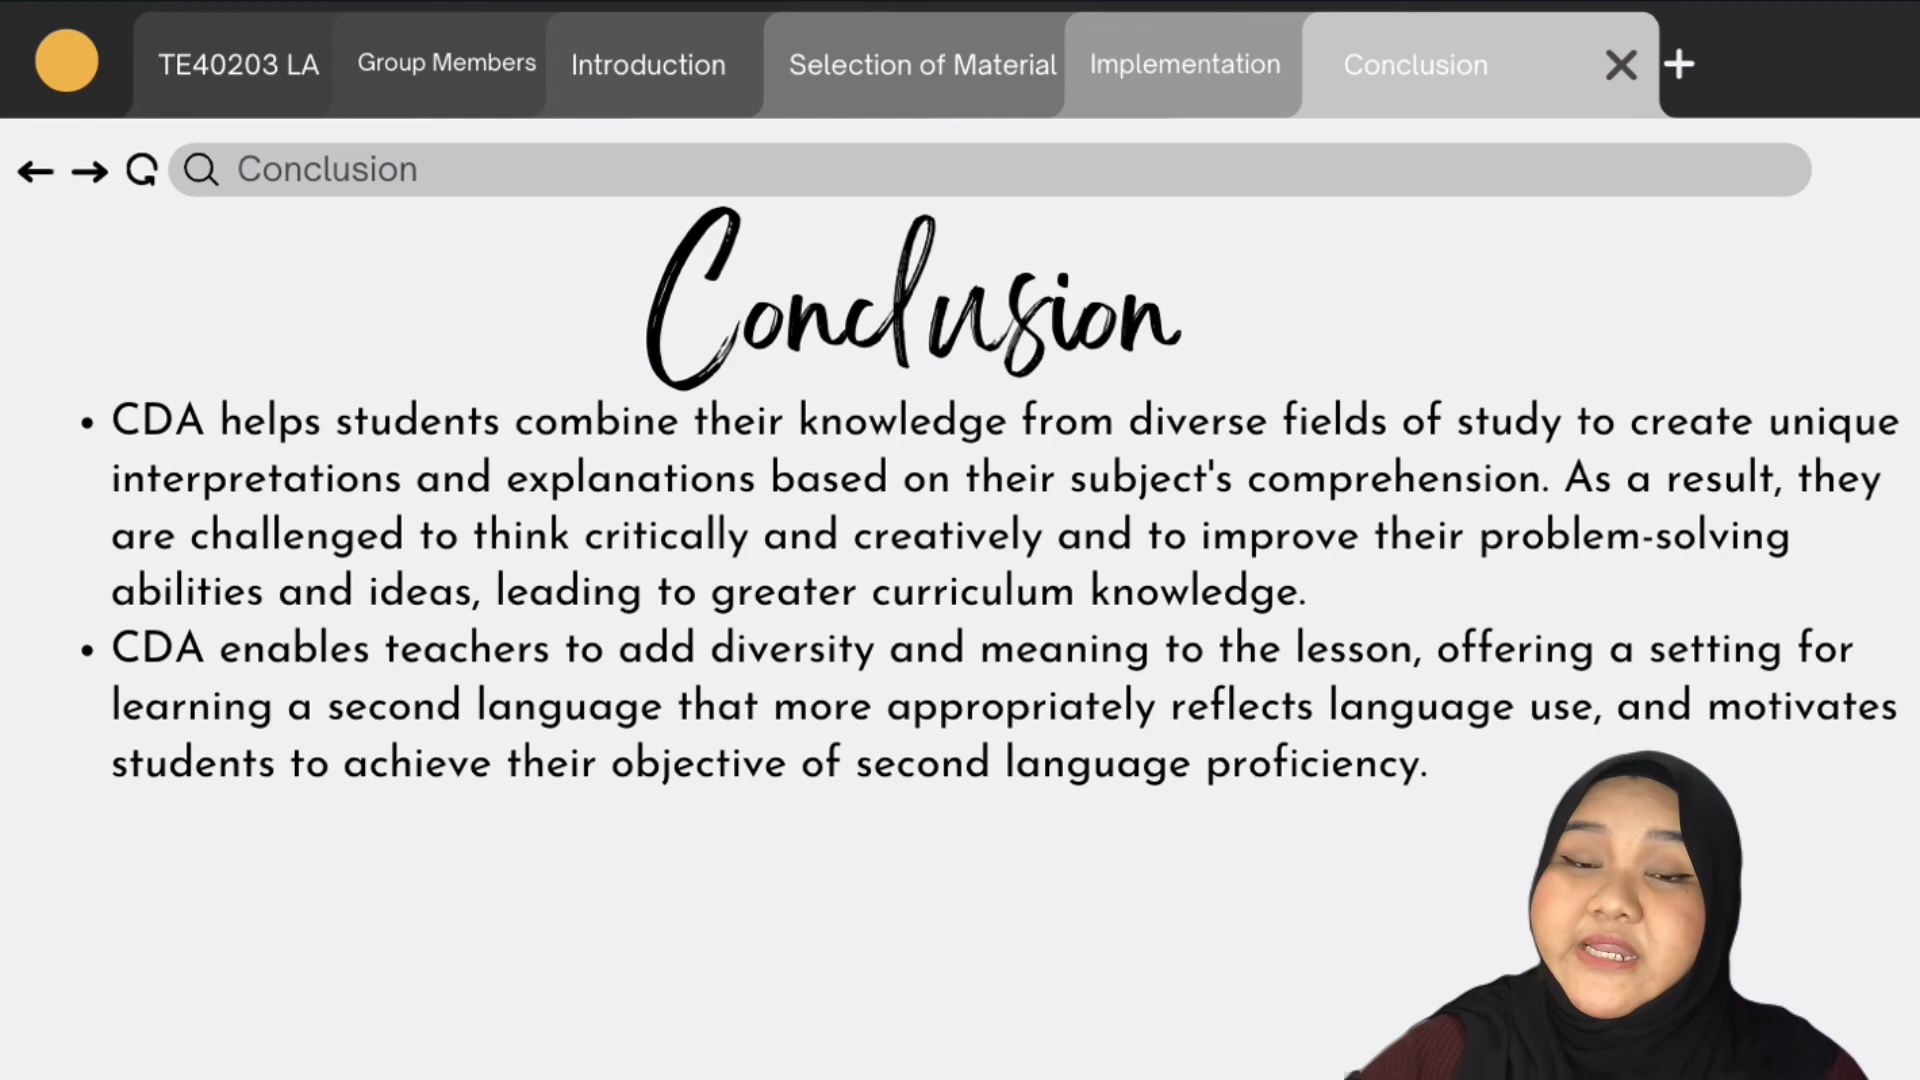 TE40203 LA Group Members Introduction Selection of Material Implementation Conclusion
Conclusion
Conclusion
• CDA helps students combine their knowledge from diverse fields of study to create unique
interpretations and explanations based on their subject's comprehension. As a result, they
are challenged to think critically and creatively and to improve their problem-solving
abilities and ideas, leading to greater curriculum knowledge.
• CDA enables teachers to add diversity and meaning to the lesson, offering a setting for
learning a second language that more appropriately reflects language use, and motivates
students to achieve their objective of second language proficiency.